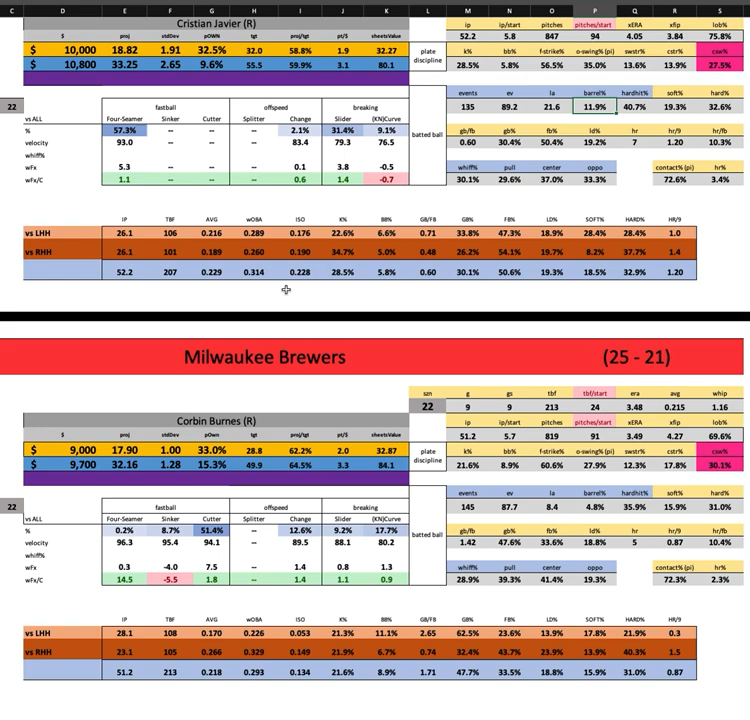 C D E F G H I J K L M N O P Q R S
Cristian Javier (R) ip ip/start pitches pitches/start xERA xfip lob%
$ proj stdDev pOWN tgt proj/tgt pt/$ sheetsValue 52.2 5.8 847 94 4.05 3.84 75.8%
$ 10,000 18.82 1.91 32.5% 32.0 58.8% 1.9 32.27 plate discipline k% bb% f-strike% o-swing% (pi) swstr% cstr% csw%
$ 10,800 33.25 2.65 9.6% 55.5 59.9% 3.1 80.1 28.5% 5.8% 56.5% 35.0% 13.6% 13.9% 27.5%
events ev la barrel% hardhit% soft% hard%
22 fastball offspeed breaking 135 89.2 21.6 11.9% 40.7% 19.3% 32.6%
vs ALL Four-Seamer Sinker Cutter Splitter Change Slider (KN)Curve
% 57.3% -- -- -- 2.1% 31.4% 9.1% batted ball gb/fb gb% fb% ld% hr hr/9 hr/fb
velocity 93.0 -- -- -- 83.4 79.3 76.5 0.60 30.4% 50.4% 19.2% 7 1.20 10.3%
whiff%
wFx 5.3 -- -- -- 0.1 3.8 -0.5 whiff% pull center oppo contact% (pi) hr%
wFx/C 1.1 -- -- -- 0.6 1.4 -0.7 30.1% 29.6% 37.0% 33.3% 72.6% 3.4%
IP TBF AVG wOBA ISO K% BB% GB/FB GB% FB% LD% SOFT% HARD% HR/9
vs LHH 26.1 106 0.216 0.289 0.176 22.6% 6.6% 0.71 33.8% 47.3% 18.9% 28.4% 28.4% 1.0
vs RHH 26.1 101 0.189 0.260 0.190 34.7% 5.0% 0.48 26.2% 54.1% 19.7% 8.2% 37.7% 1.4
52.2 207 0.229 0.314 0.228 28.5% 5.8% 0.60 30.1% 50.6% 19.3% 18.5% 32.9% 1.20
Milwaukee Brewers (25 - 21)
szn g gs tbf tbf/start era avg whip
22 9 9 213 24 3.48 0.215 1.16
Corbin Burnes (R) ip ip/start pitches pitches/start xERA xfip lob%
$ proj stdDev pOwn tgt proj/tgt pt/$ sheetsValue 51.2 5.7 819 91 3.49 4.27 69.6%
$ 9,000 17.90 1.00 33.0% 28.8 62.2% 2.0 32.87 plate discipline k% bb% f-strike% o-swing% (pi) swstr% cstr% csw%
$ 9,700 32.16 1.28 15.3% 49.9 64.5% 3.3 84.1 21.6% 8.9% 60.6% 27.9% 12.3% 17.8% 30.1%
events ev la barrel% hardhit% soft% hard%
22 fastball offspeed breaking 145 87.7 8.4 4.8% 35.9% 15.9% 31.0%
vs ALL Four-Seamer Sinker Cutter Splitter Change Slider (KN)Curve
% 0.2% 8.7% 51.4% -- 12.6% 9.2% 17.7% batted ball gb/fb gb% fb% ld% hr hr/9 hr/fb
velocity 96.3 95.4 94.1 -- 89.5 88.1 80.2 1.42 47.6% 33.6% 18.8% 5 0.87 10.4%
whiff%
wFx 0.3 -4.0 7.5 -- 1.4 0.8 1.3 whiff% pull center oppo contact% (pi) hr%
wFx/C 14.5 -5.5 1.8 -- 1.4 1.1 0.9 28.9% 39.3% 41.4% 19.3% 72.3% 2.3%
IP TBF AVG wOBA ISO K% BB% GB/FB GB% FB% LD% SOFT% HARD% HR/9
vs LHH 28.1 108 0.170 0.226 0.053 21.3% 11.1% 2.65 62.5% 23.6% 13.9% 17.8% 21.9% 0.3
vs RHH 23.1 105 0.266 0.329 0.149 21.9% 6.7% 0.74 32.4% 43.7% 23.9% 13.9% 40.3% 1.5
51.2 213 0.218 0.293 0.134 21.6% 8.9% 1.71 47.7% 33.5% 18.8% 15.9% 31.0% 0.87